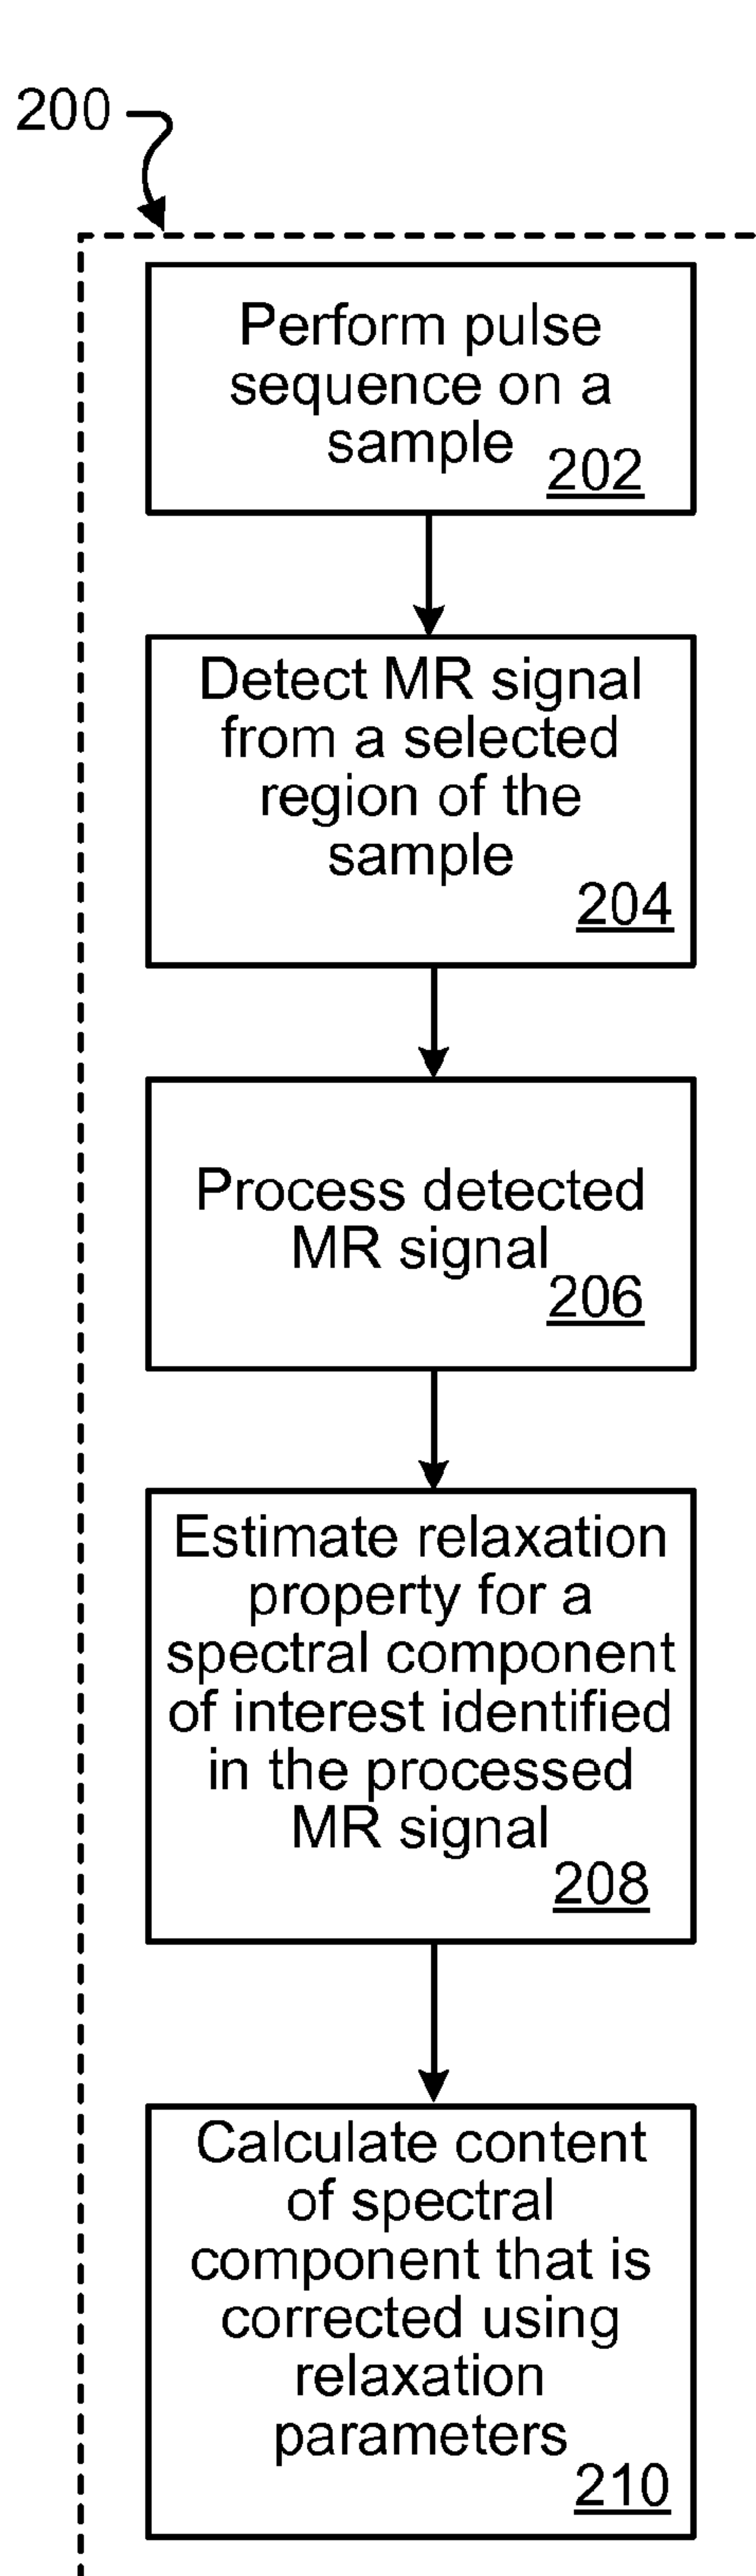 200
Perform pulse
sequence on a
sample
202
Detect MR signal
from a selected
region of the
sample
204
Process detected
MR signal
206
Estimate relaxation
property for a
spectral component
of interest identified
in the processed
MR signal
208
Calculate content
of spectral
component that is
corrected using
relaxation
parameters
210